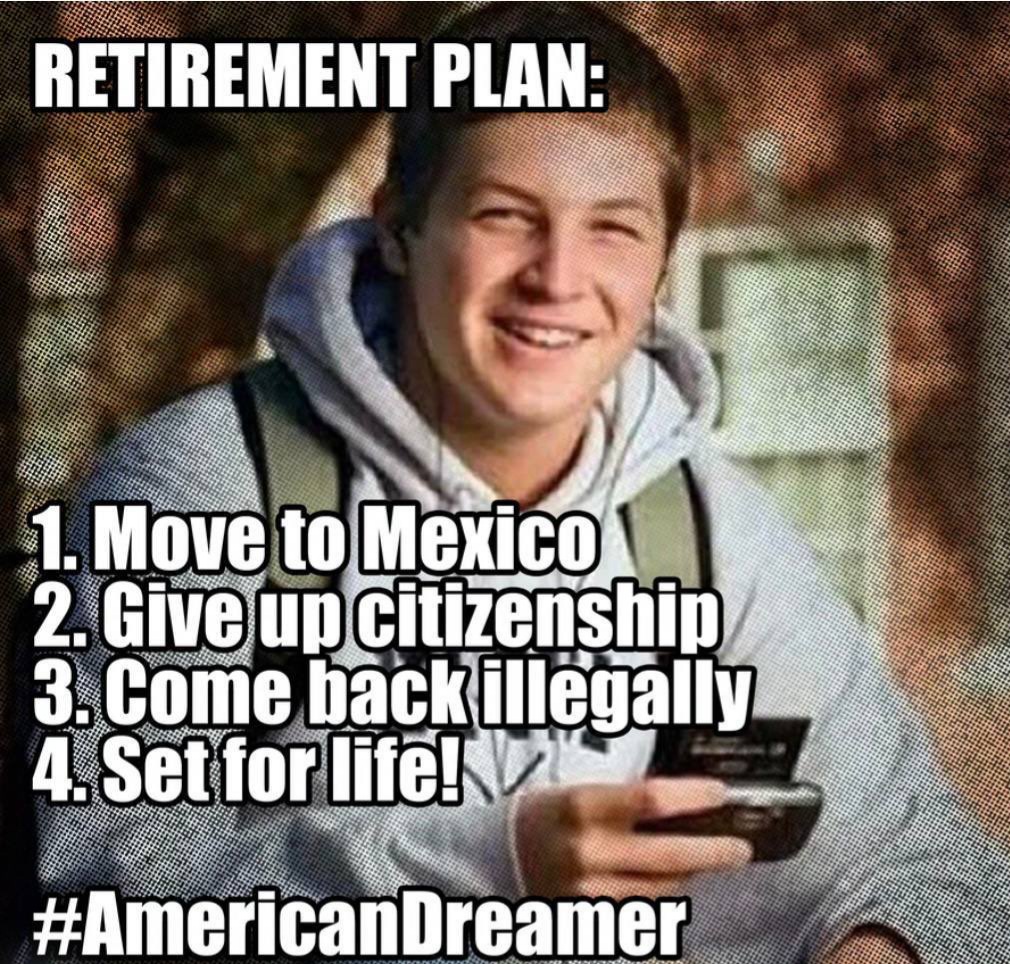 RETIREMENT PLAN:
1. Move to Mexico
2. Give up citizenship
3. Come back illegally
4. Set for life!
#AmericanDreamer